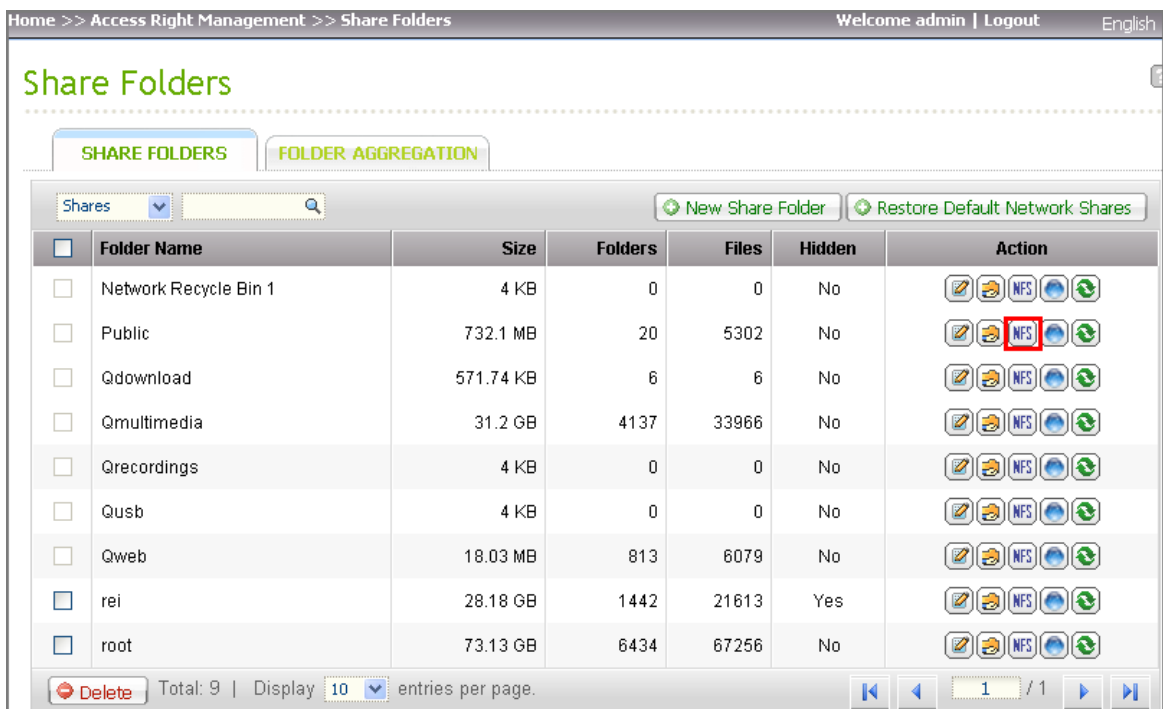 Home >> Access Right Management >> Share Folders Welcome admin | Logout English
Share Folders
SHARE FOLDERS FOLDER AGGREGATION
Shares New Share Folder Restore Default Network Shares
Folder Name Size Folders Files Hidden Action
Network Recycle Bin 1 4 KB 0 0 No NFS
Public 732.1 MB 20 5302 No NFS
Qdownload 571.74 KB 6 6 No NFS
Qmultimedia 31.2 GB 4137 33966 No NFS
Qrecordings 4 KB 0 0 No NFS
Qusb 4 KB 0 0 No NFS
Qweb 18.03 MB 813 6079 No NFS
rei 28.18 GB 1442 21613 Yes NFS
root 73.13 GB 6434 67256 No NFS
Delete Total: 9 | Display 10 entries per page. 1 / 1